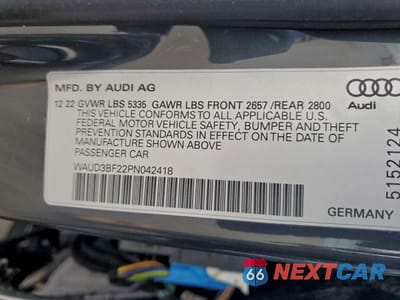 MFD. BY AUDI AG
12 22 GVWR LBS 5335 GAWR LBS FRONT 2657 /REAR 2800
THIS VEHICLE CONFORMS TO ALL APPLICABLE
FEDERAL MOTOR VEHICLE SAFETY, BUMPER AND THEFT
PREVENTION STANDARDS IN EFFECT ON THE DATE OF
MANUFACTURE SHOWN ABOVE
PASSENGER CAR
WAUD3BF22PN042418
Audi
51521124
GERMANY
66 NEXTCAR